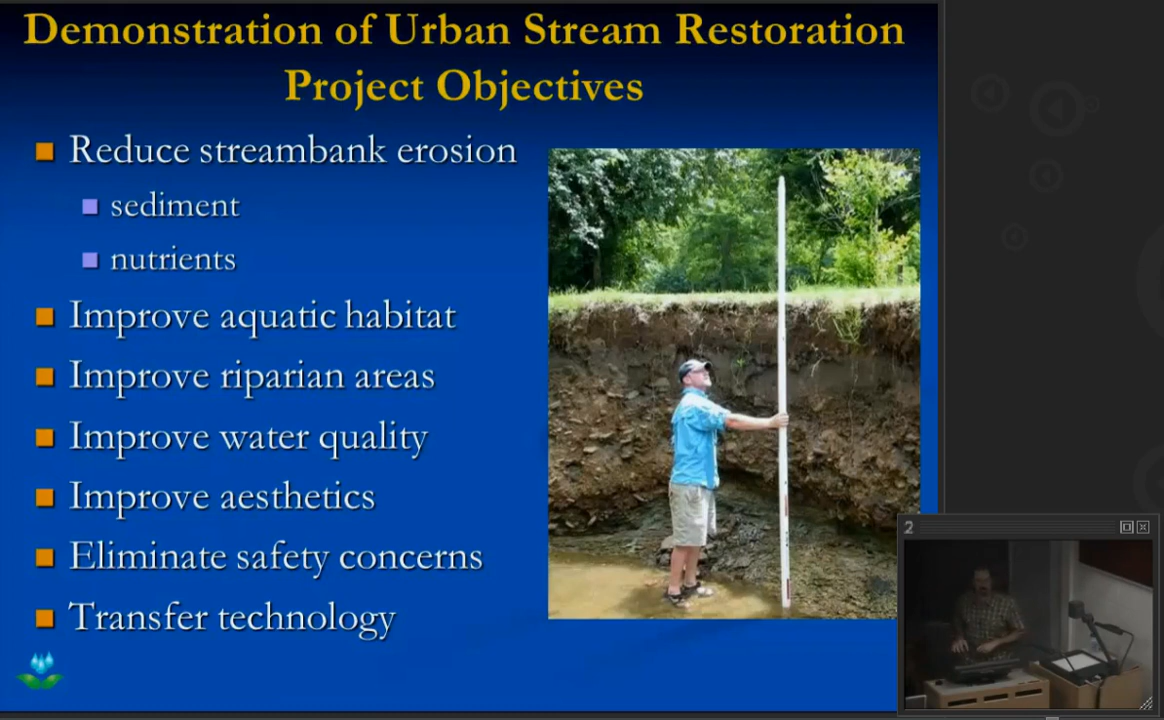 Demonstration of Urban Stream Restoration
Project Objectives
Reduce streambank erosion
sediment
nutrients
Improve aquatic habitat
Improve riparian areas
Improve water quality
Improve aesthetics
Eliminate safety concerns
Transfer technology
2